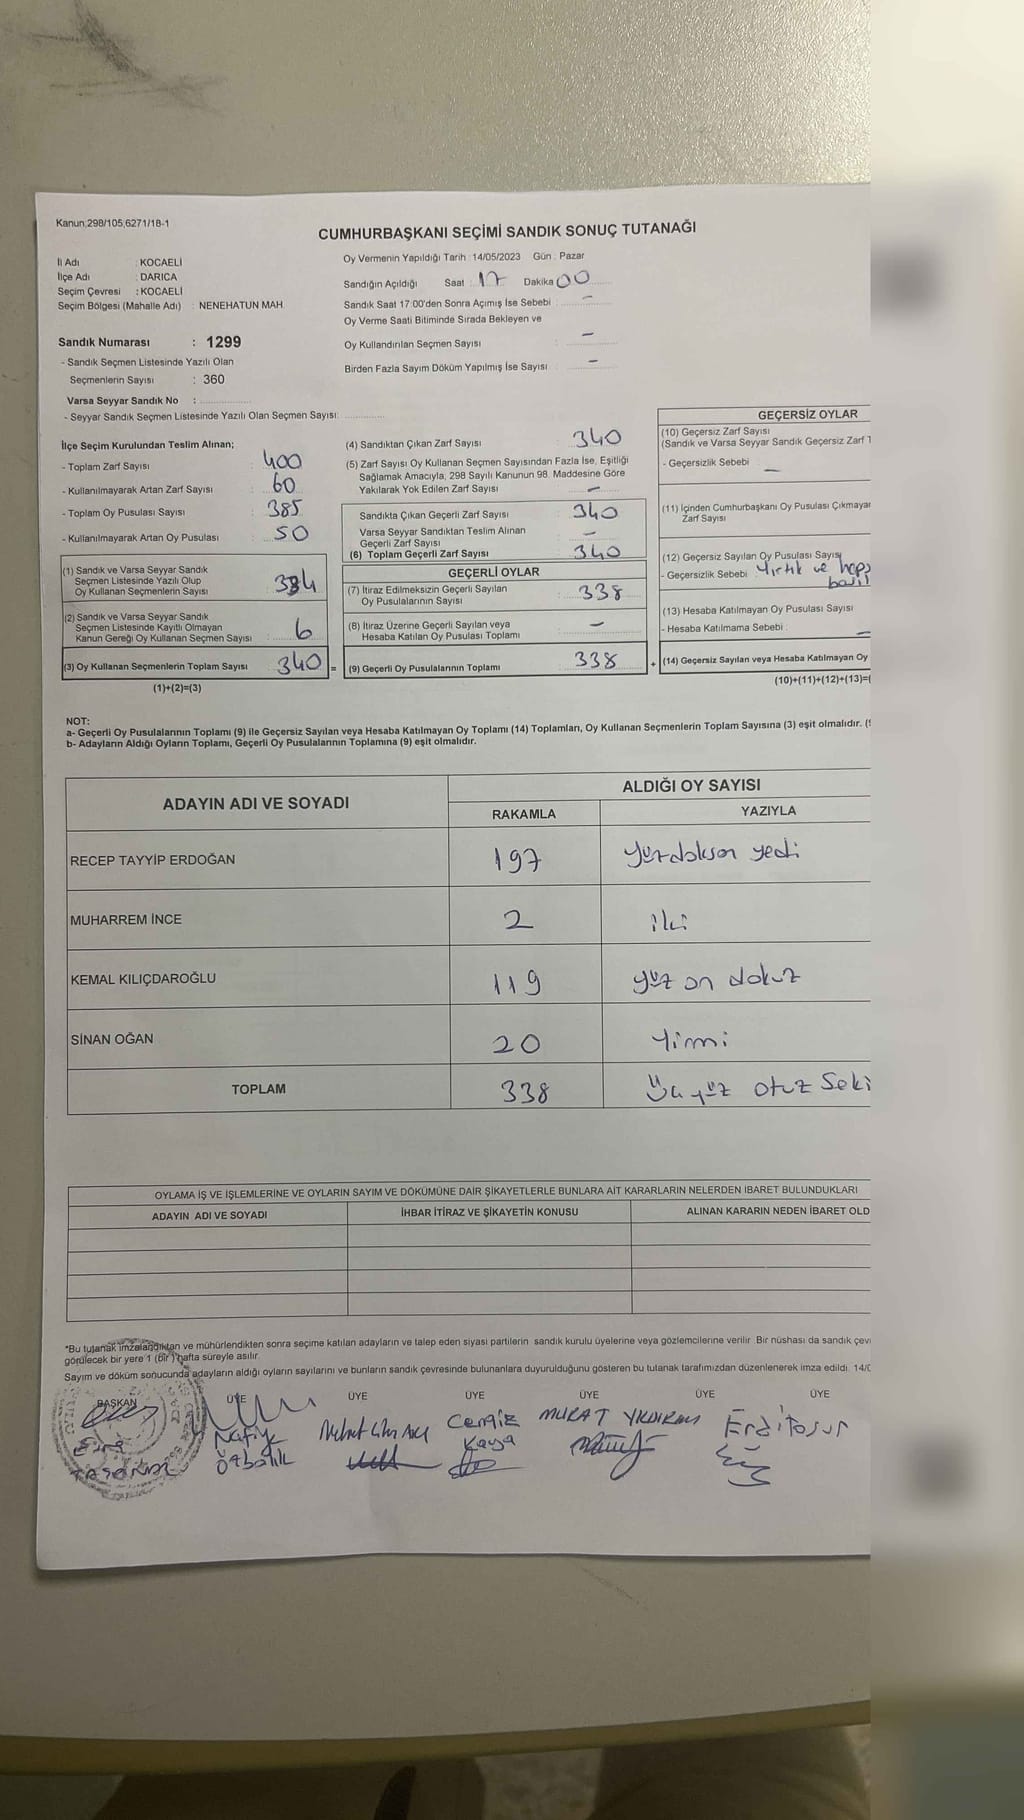 Kanun;298/105,6271/18-1
CUMHURBAŞKANI SEÇİMİ SANDIK SONUÇ TUTANAĞI
İl Adı : KOCAELİ
İlçe Adı : DARICA
Seçim Çevresi : KOCAELİ
Seçim Bölgesi (Mahalle Adı) : NENEHATUN MAH.
Oy Vermenin Yapıldığı Tarih : 14/05/2023 Gün : Pazar
Sandığın Açıldığı Saat : 17 Dakika 00
Sandık Saat 17:00'den Sonra Açımış İse Sebebi : -
Oy Verme Saati Bitiminde Sırada Bekleyen ve
Oy Kullandırılan Seçmen Sayısı : -
Birden Fazla Sayım Döküm Yapılmış İse Sayısı : -
Sandık Numarası : 1299
- Sandık Seçmen Listesinde Yazılı Olan
Seçmenlerin Sayısı : 360
Varsa Seyyar Sandık No :
- Seyyar Sandık Seçmen Listesinde Yazılı Olan Seçmen Sayısı:
İlçe Seçim Kurulundan Teslim Alınan;
- Toplam Zarf Sayısı : 400
- Kullanılmayarak Artan Zarf Sayısı : 60
- Toplam Oy Pusulası Sayısı : 385
- Kullanılmayarak Artan Oy Pusulası : 50
(1) Sandık ve Varsa Seyyar Sandık
Seçmen Listesinde Yazılı Olup
Oy Kullanan Seçmenlerin Sayısı : 334
(2) Sandık ve Varsa Seyyar Sandık
Seçmen Listesinde Kayıtlı Olmayan
Kanun Gereği Oy Kullanan Seçmen Sayısı : 6
(3) Oy Kullanan Seçmenlerin Toplam Sayısı 340 =
(1)+(2)=(3)
(4) Sandıktan Çıkan Zarf Sayısı : 340
(5) Zarf Sayısı Oy Kullanan Seçmen Sayısından Fazla İse, Eşitliği
Sağlamak Amacıyla; 298 Sayılı Kanunun 98. Maddesine Göre
Yakılarak Yok Edilen Zarf Sayısı : -
Sandıkta Çıkan Geçerli Zarf Sayısı : 340
Varsa Seyyar Sandıktan Teslim Alınan
Geçerli Zarf Sayısı : -
(6) Toplam Geçerli Zarf Sayısı : 340
GEÇERLİ OYLAR
(7) İtiraz Edilmeksizin Geçerli Sayılan
Oy Pusulalarının Sayısı : 338
(8) İtiraz Üzerine Geçerli Sayılan veya
Hesaba Katılan Oy Pusulası Toplamı : -
(9) Geçerli Oy Pusulalarının Toplamı : 338 +
GEÇERSİZ OYLAR
(10) Geçersiz Zarf Sayısı
(Sandık ve Varsa Seyyar Sandık Geçersiz Zarf T
- Geçersizlik Sebebi -
(11) İçinden Cumhurbaşkanı Oy Pusulası Çıkmayar
Zarf Sayısı
(12) Geçersiz Sayılan Oy Pusulası Sayısı
- Geçersizlik Sebebi Yırtık ve heps
(13) Hesaba Katılmayan Oy Pusulası Sayısı
- Hesaba Katılmama Sebebi : -
(14) Geçersiz Sayılan veya Hesaba Katılmayan Oy
(10)+(11)+(12)+(13)=(
NOT:
a- Geçerli Oy Pusulalarının Toplamı (9) ile Geçersiz Sayılan veya Hesaba Katılmayan Oy Toplamı (14) Toplamları, Oy Kullanan Seçmenlerin Toplam Sayısına (3) eşit olmalıdır. (
b- Adayların Aldığı Oyların Toplamı, Geçerli Oy Pusulalarının Toplamına (9) eşit olmalıdır.
ADAYIN ADI VE SOYADI
ALDIĞI OY SAYISI
RAKAMLA YAZIYLA
RECEP TAYYİP ERDOĞAN 197 yüzdoksan yedi
MUHARREM İNCE 2 iki
KEMAL KILIÇDAROĞLU 119 yüz on dokuz
SİNAN OĞAN 20 Yirmi
TOPLAM 338 Üçyüz otuz Seki
OYLAMA İŞ VE İŞLEMLERİNE VE OYLARIN SAYIM VE DÖKÜMÜNE DAİR ŞİKAYETLERLE BUNLARA AİT KARARLARIN NELERDEN İBARET BULUNDUKLARI
ADAYIN ADI VE SOYADI İHBAR İTİRAZ VE ŞİKAYETİN KONUSU ALINAN KARARIN NEDEN İBARET OLD
*Bu tutanak imzalandıktan ve mühürlendikten sonra seçime katılan adayların ve talep eden siyasi partilerin sandık kurulu üyelerine veya gözlemcilerine verilir. Bir nüshası da sandık çevr
görülecek bir yere 1 (bir ) hafta süreyle asılır.
Sayım ve döküm sonucunda adayların aldığı oyların sayılarını ve bunların sandık çevresinde bulunanlara duyurulduğunu gösteren bu tutanak tarafımızdan düzenlenerek imza edildi. 14/0
BAŞKAN ÜYE ÜYE ÜYE ÜYE ÜYE ÜYE
Cengiz Kaya
MURAT YILDIRIM